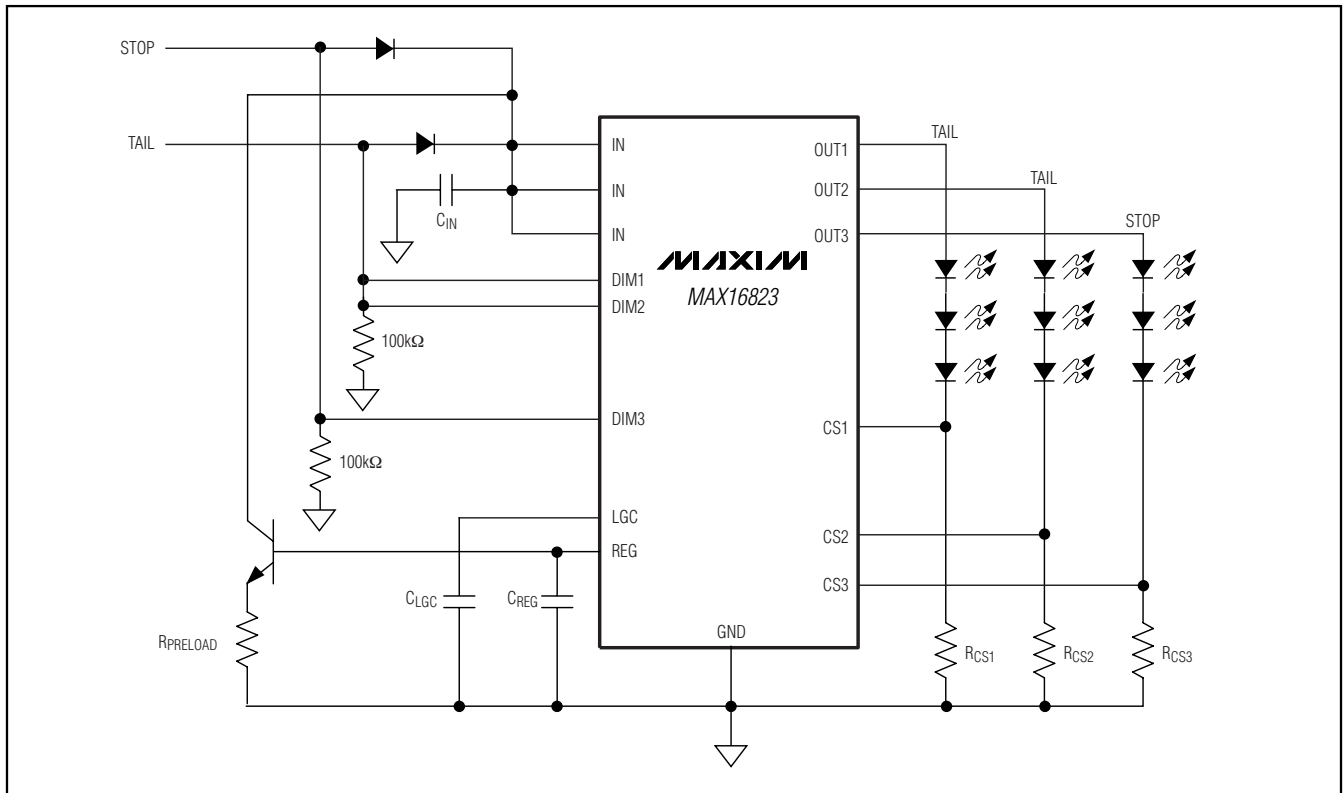 STOP
TAIL
C_IN
100kΩ
100kΩ
R_PRELOAD
C_LGC
C_REG
IN
IN
IN
DIM1
DIM2
DIM3
LGC
REG
MAXIM
MAX16823
GND
OUT1
OUT2
OUT3
CS1
CS2
CS3
TAIL
TAIL
STOP
R_CS1
R_CS2
R_CS3